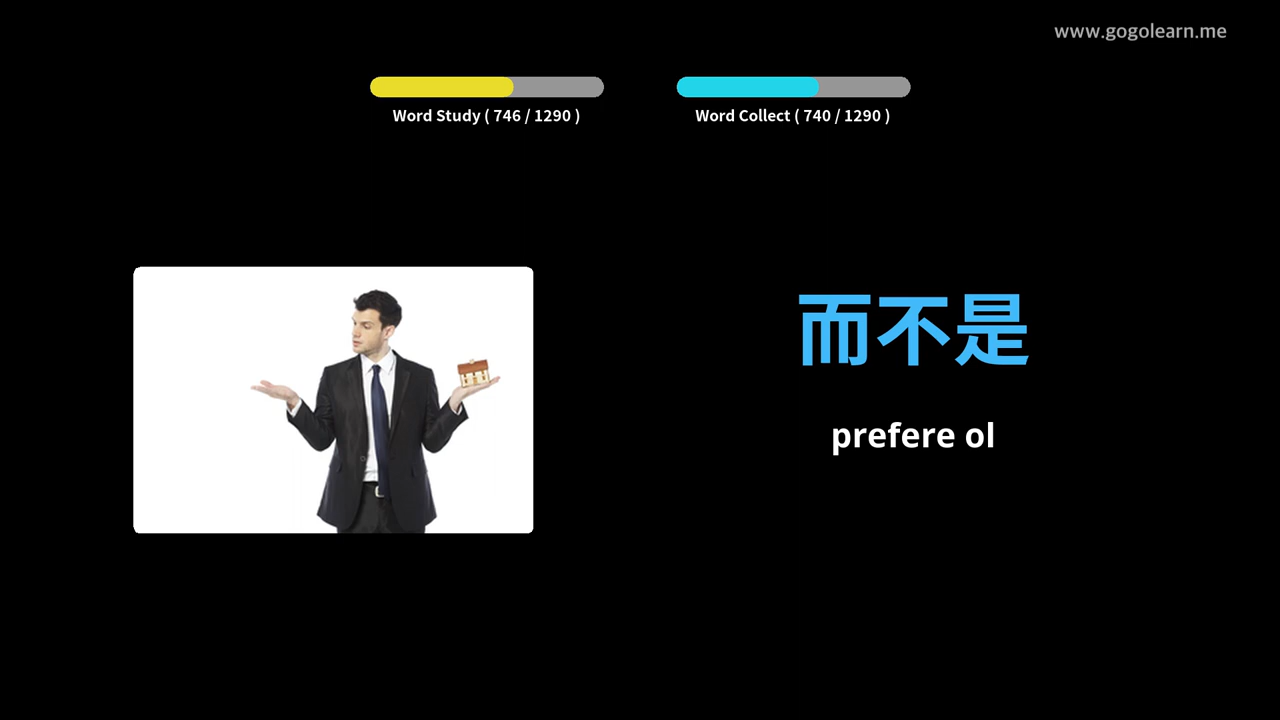 www.gogolearn.me
Word Study ( 746 / 1290 )
Word Collect ( 740 / 1290 )
而不是
prefere ol